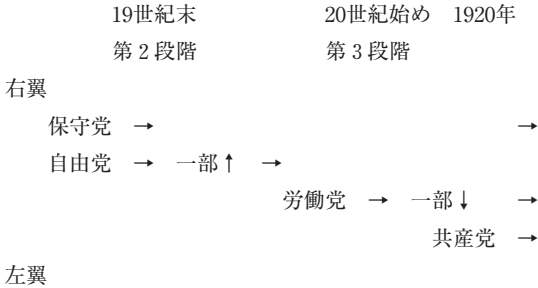 19世紀末 20世紀始め 1920年
第2段階 第3段階
右翼
保守党 → →
自由党 → 一部↑ →
労働党 → 一部↓ →
共産党 →
左翼